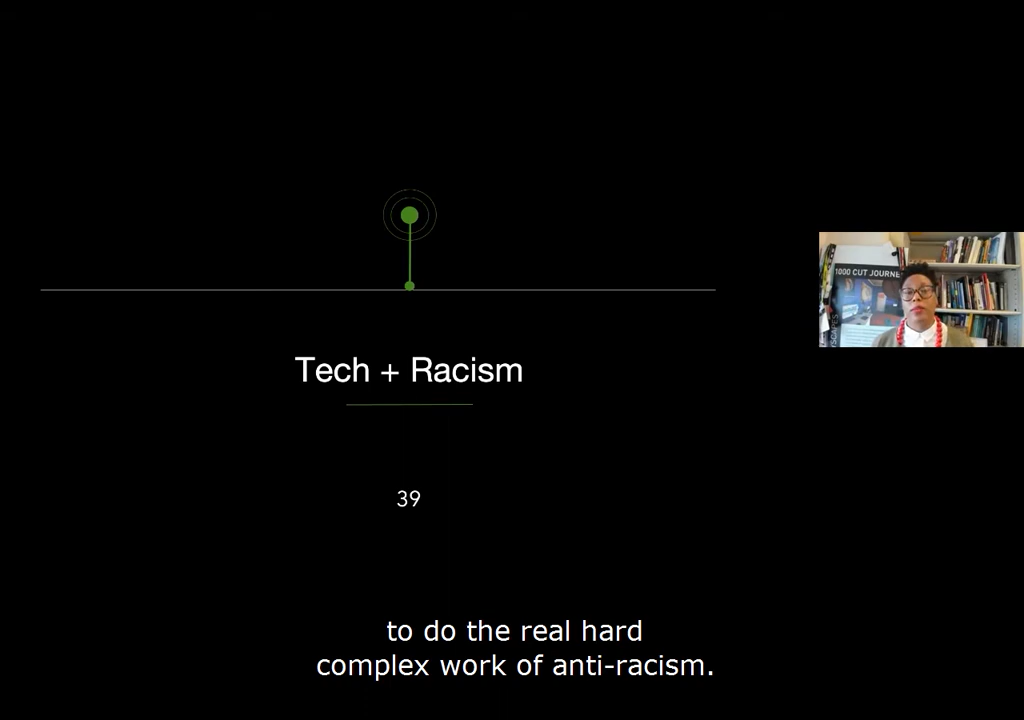 1000 CUT JOURNE
Tech + Racism
39
to do the real hard
complex work of anti-racism.